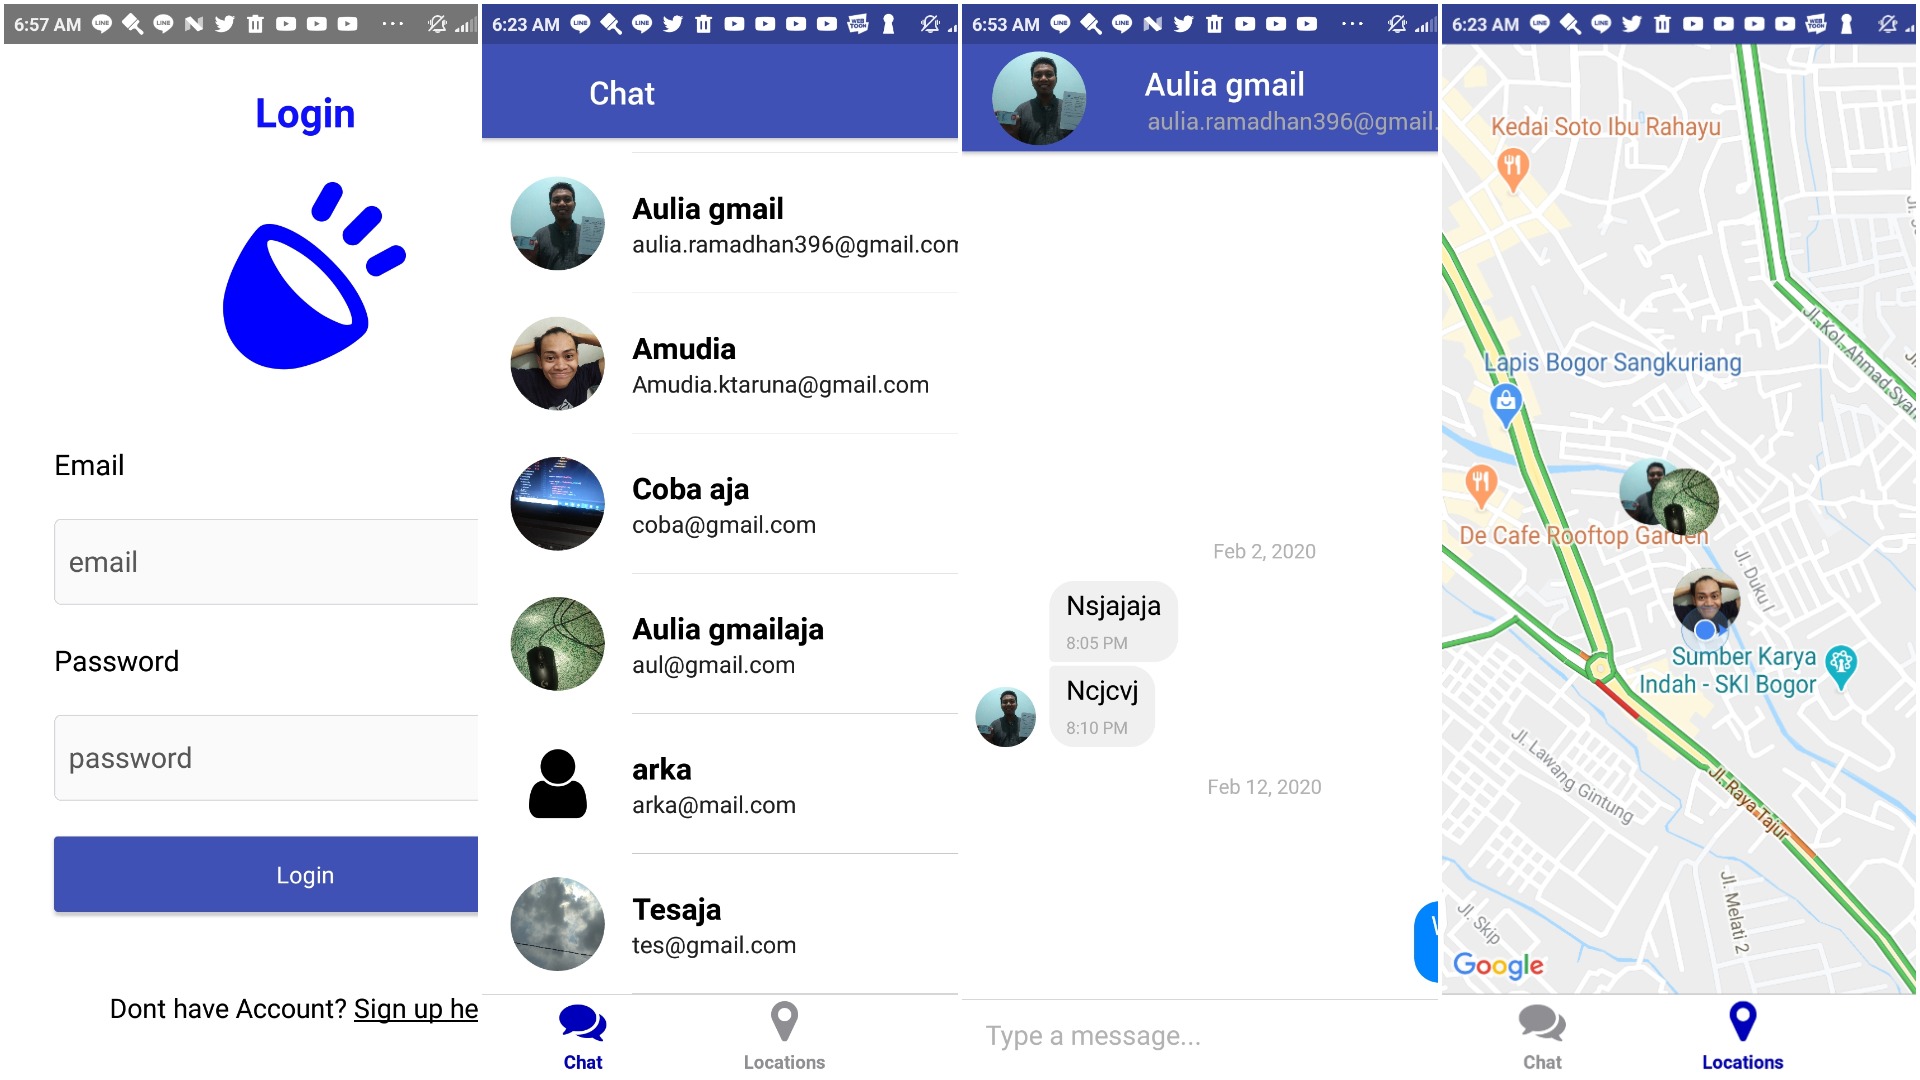 6:57 AM
Login
Email
email
Password
password
Login
Dont have Account? Sign up he
6:23 AM
Chat
Aulia gmail
aulia.ramadhan396@gmail.com
Amudia
Amudia.ktaruna@gmail.com
Coba aja
coba@gmail.com
Aulia gmailaja
aul@gmail.com
arka
arka@mail.com
Tesaja
tes@gmail.com
Chat
Locations
6:53 AM
Aulia gmail
aulia.ramadhan396@gmail.
Feb 2, 2020
Nsjajaja
8:05 PM
Ncjcvj
8:10 PM
Feb 12, 2020
Type a message...
6:23 AM
Kedai Soto Ibu Rahayu
Jl. Kol. Ahmad Syam
Lapis Bogor Sangkuriang
De Cafe Rooftop Garden
Jl. Duku I
Sumber Karya
Indah - SKI Bogor
Jl. Lawang Gintung
Jl. Raya Tajur
Jl. Melati 2
Jl. Skip
Google
Chat
Locations